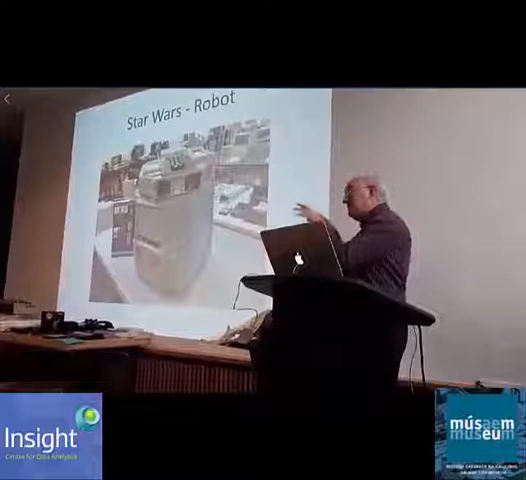 Star Wars - Robot
Insight
Centre for Data Analytics
músaem
museum